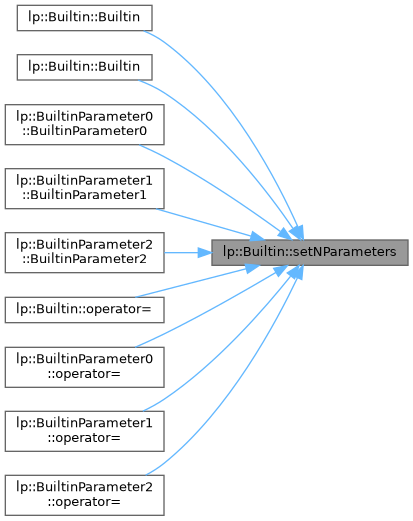 lp::Builtin::Builtin
lp::Builtin::Builtin
lp::BuiltinParameter0
::BuiltinParameter0
lp::BuiltinParameter1
::BuiltinParameter1
lp::BuiltinParameter2
::BuiltinParameter2
lp::Builtin::operator=
lp::BuiltinParameter0
::operator=
lp::BuiltinParameter1
::operator=
lp::BuiltinParameter2
::operator=
lp::Builtin::setNParameters